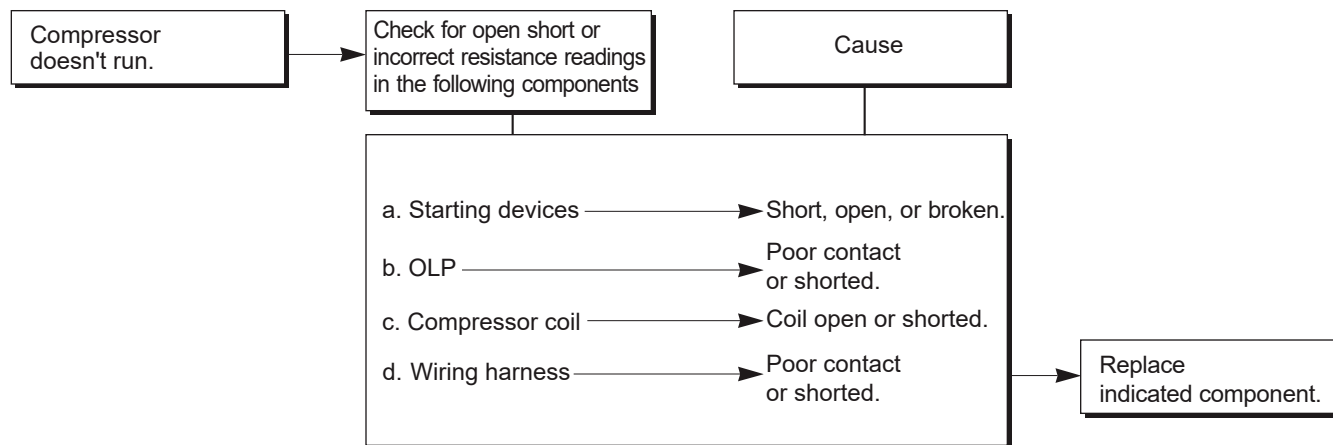 Compressor
doesn't run.
Check for open short or
incorrect resistance readings
in the following components
Cause
a. Starting devices
Short, open, or broken.
b. OLP
Poor contact
or shorted.
c. Compressor coil
Coil open or shorted.
d. Wiring harness
Poor contact
or shorted.
Replace
indicated component.